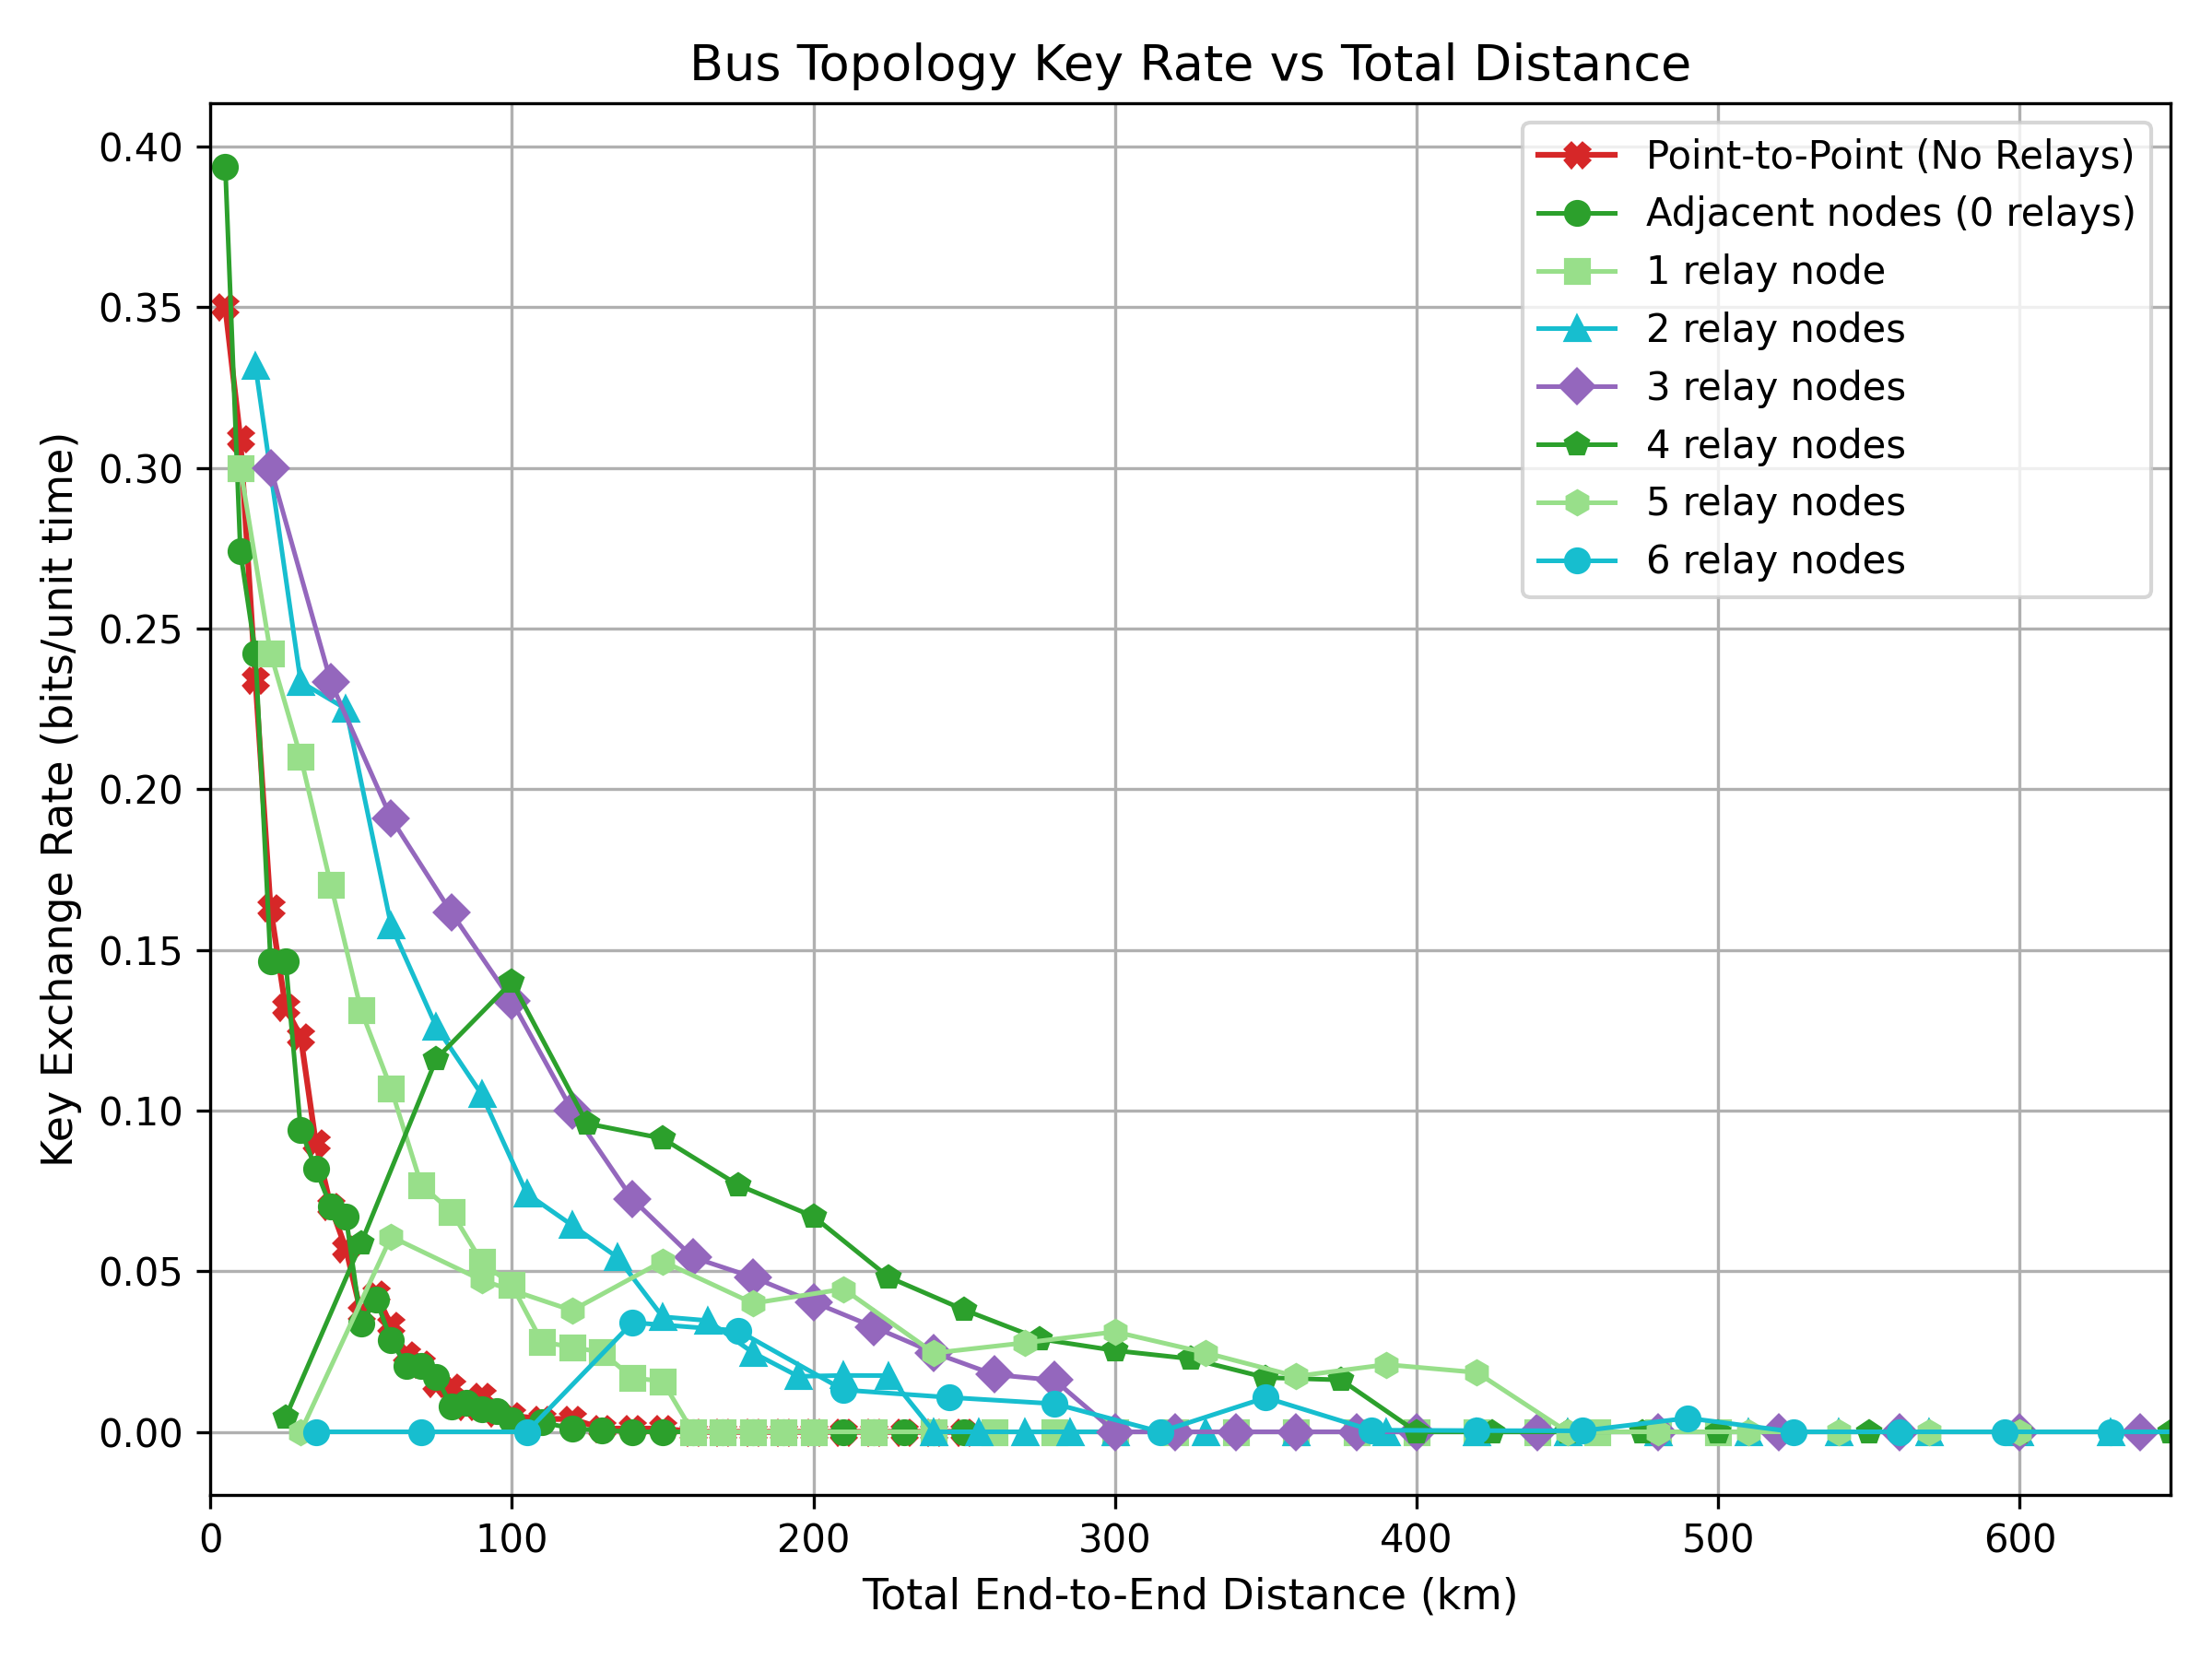 Bus Topology Key Rate vs Total Distance
Key Exchange Rate (bits/unit time)
0.40
0.35
0.30
0.25
0.20
0.15
0.10
0.05
0.00
Point-to-Point (No Relays)
Adjacent nodes (0 relays)
1 relay node
2 relay nodes
3 relay nodes
4 relay nodes
5 relay nodes
6 relay nodes
0 100 200 300 400 500 600
Total End-to-End Distance (km)